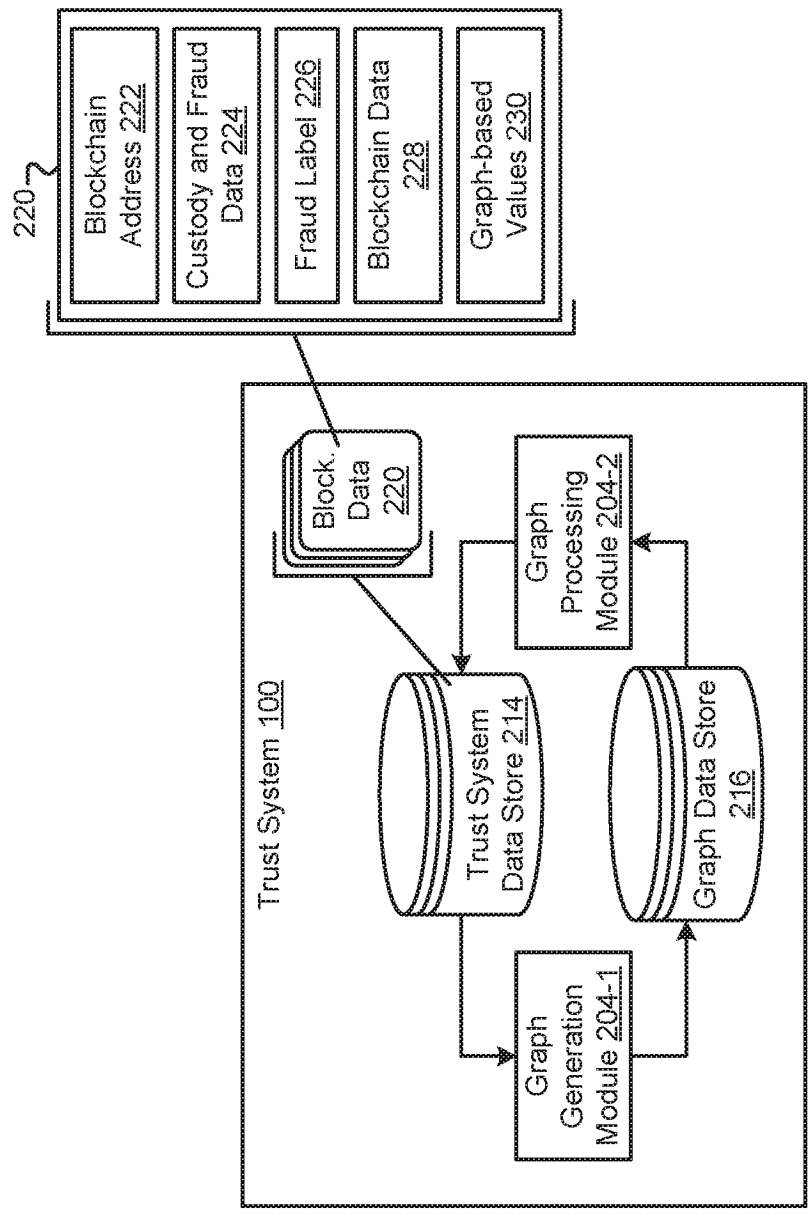 Trust System 100
Graph
Generation
Module 204-1
Trust System
Data Store 214
Graph Data Store
216
Graph
Processing
Module 204-2
Block.
Data
220
220
Blockchain
Address 222
Custody and Fraud
Data 224
Fraud Label 226
Blockchain Data
228
Graph-based
Values 230